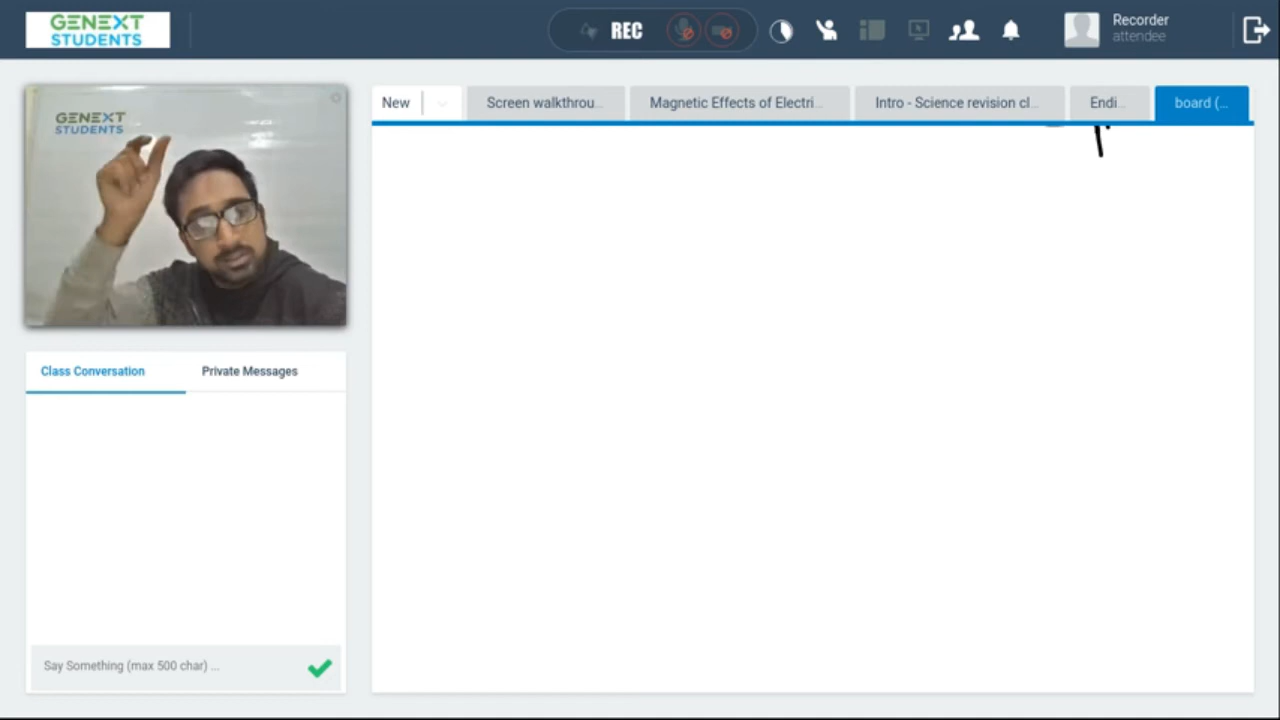 GENEXT
STUDENTS
REC
Recorder
attendee
GENEXT
STUDENTS
New
Screen walkthrou...
Magnetic Effects of Electri...
Intro - Science revision cl...
Endi...
board (...
Class Conversation
Private Messages
Say Something (max 500 char) ...